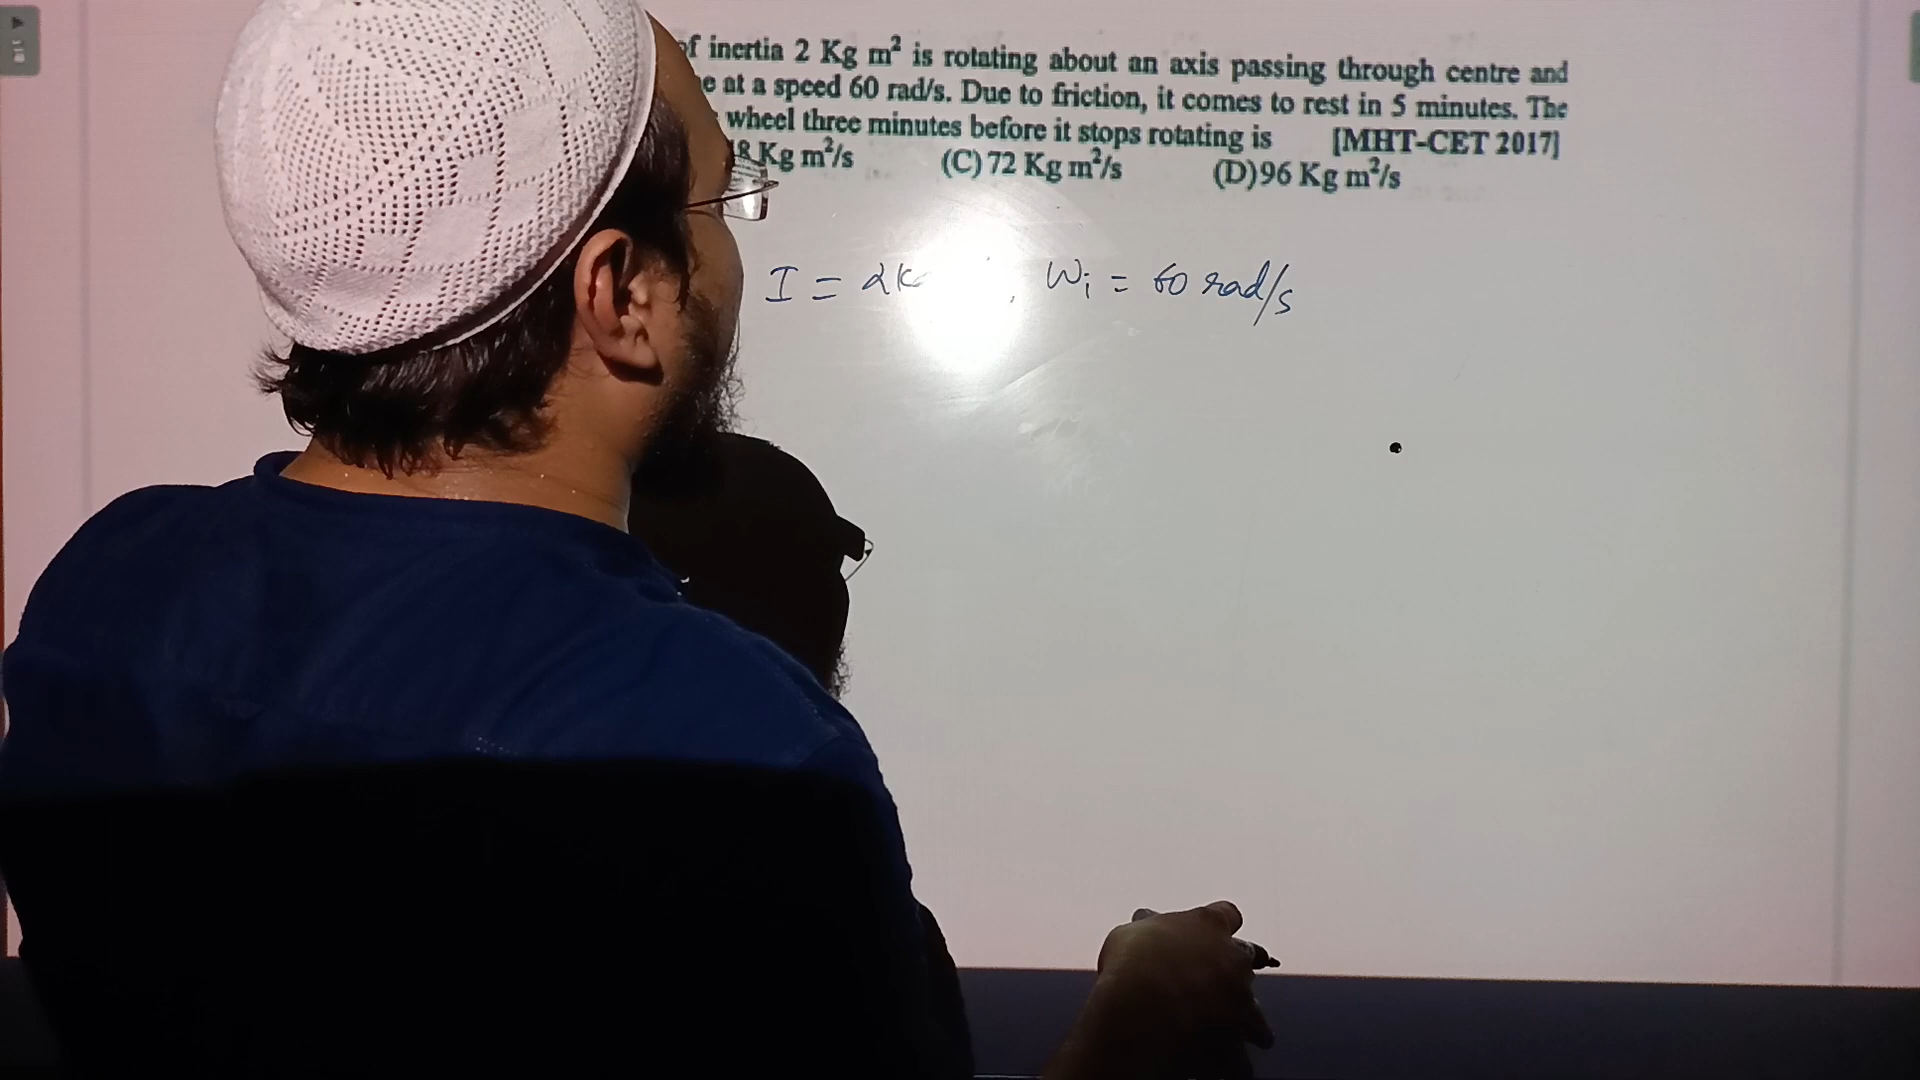 of inertia 2 Kg m² is rotating about an axis passing through centre and
at a speed 60 rad/s. Due to friction, it comes to rest in 5 minutes. The
wheel three minutes before it stops rotating is [MHT-CET 2017]
Kg m²/s (C) 72 Kg m²/s (D)96 Kg m²/s
I = 2K , Wi = 60 rad/s